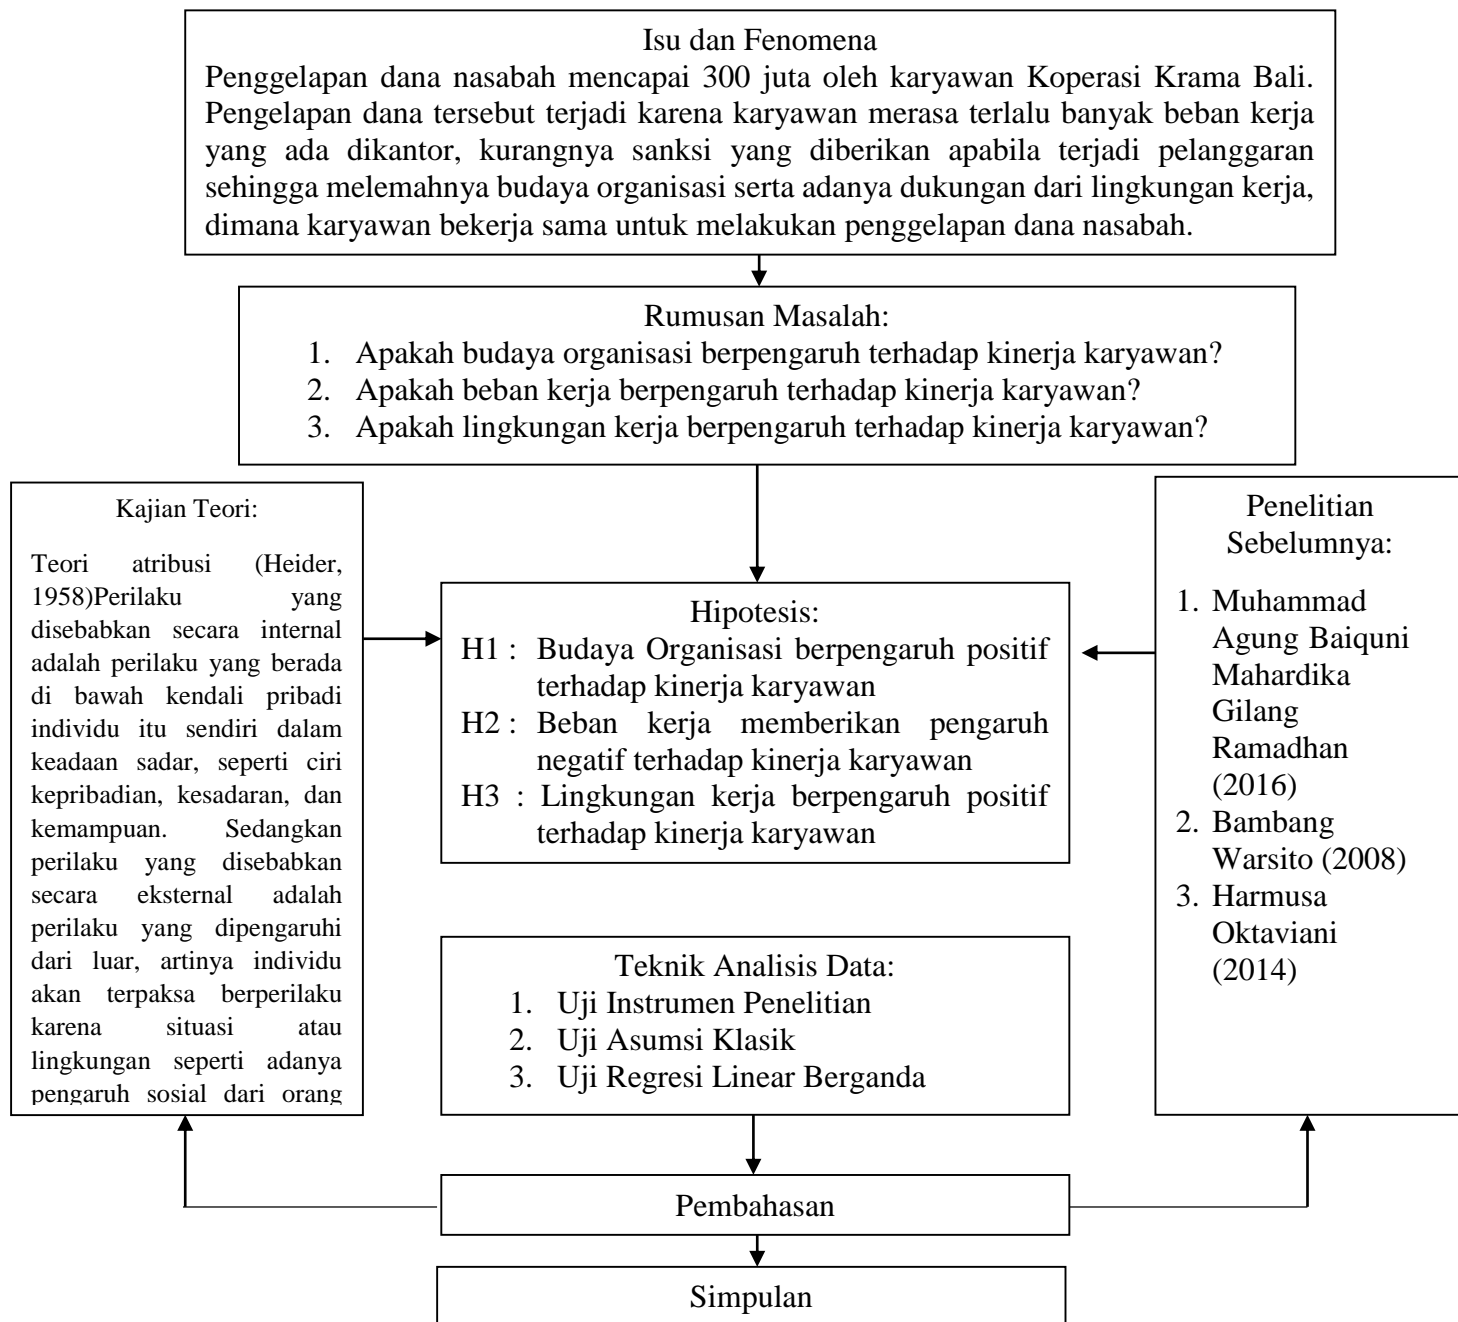 Isu dan Fenomena
Penggelapan dana nasabah mencapai 300 juta oleh karyawan Koperasi Krama Bali.
Pengelapan dana tersebut terjadi karena karyawan merasa terlalu banyak beban kerja
yang ada dikantor, kurangnya sanksi yang diberikan apabila terjadi pelanggaran
sehingga melemahnya budaya organisasi serta adanya dukungan dari lingkungan kerja,
dimana karyawan bekerja sama untuk melakukan penggelapan dana nasabah.
Rumusan Masalah:
1. Apakah budaya organisasi berpengaruh terhadap kinerja karyawan?
2. Apakah beban kerja berpengaruh terhadap kinerja karyawan?
3. Apakah lingkungan kerja berpengaruh terhadap kinerja karyawan?
Kajian Teori:
Teori atribusi (Heider,
1958)Perilaku yang
disebabkan secara internal
adalah perilaku yang berada
di bawah kendali pribadi
individu itu sendiri dalam
keadaan sadar, seperti ciri
kepribadian, kesadaran, dan
kemampuan. Sedangkan
perilaku yang disebabkan
secara eksternal adalah
perilaku yang dipengaruhi
dari luar, artinya individu
akan terpaksa berperilaku
karena situasi atau
lingkungan seperti adanya
pengaruh sosial dari orang
Hipotesis:
H1 : Budaya Organisasi berpengaruh positif
terhadap kinerja karyawan
H2 : Beban kerja memberikan pengaruh
negatif terhadap kinerja karyawan
H3 : Lingkungan kerja berpengaruh positif
terhadap kinerja karyawan
Penelitian
Sebelumnya:
1. Muhammad
Agung Baiquni
Mahardika
Gilang
Ramadhan
(2016)
2. Bambang
Warsito (2008)
3. Harmusa
Oktaviani
(2014)
Teknik Analisis Data:
1. Uji Instrumen Penelitian
2. Uji Asumsi Klasik
3. Uji Regresi Linear Berganda
Pembahasan
Simpulan